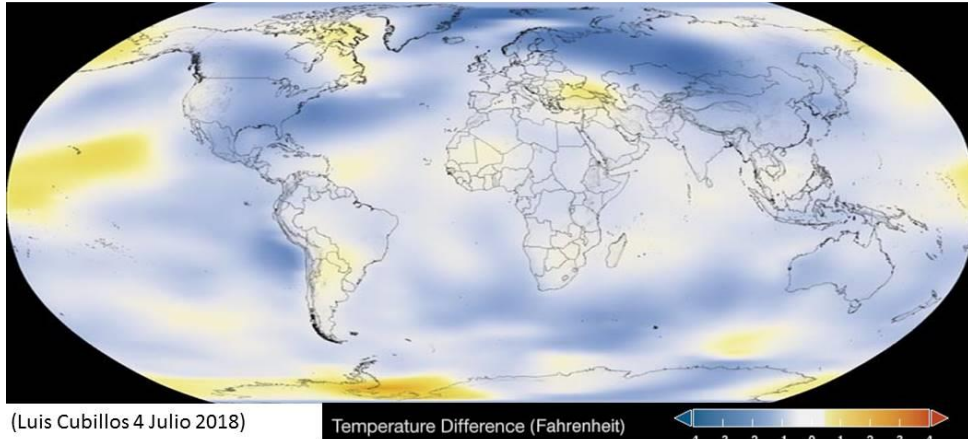 (Luis Cubillos 4 Julio 2018)
Temperature Difference (Fahrenheit)